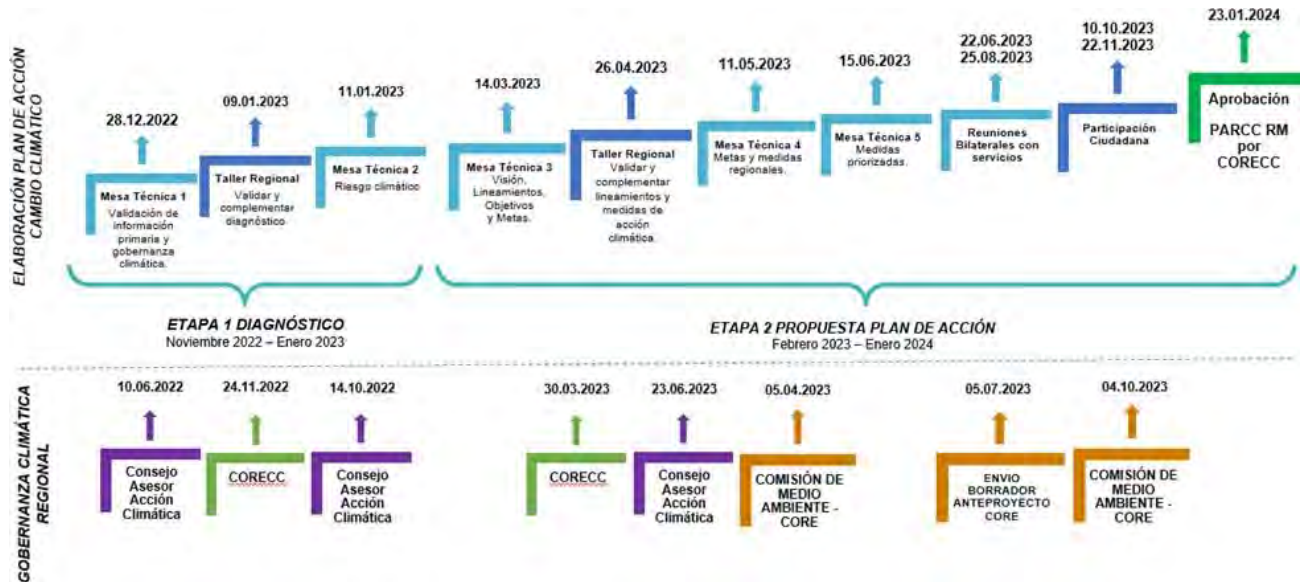 ELABORACIÓN PLAN DE ACCIÓN
CAMBIO CLIMÁTICO
28.12.2022
Mesa Técnica 1
Validación de
información
primaria y
gobernanza
climática.
09.01.2023
Taller Regional
Validar y
complementar
diagnóstico
11.01.2023
Mesa Técnica 2
Riesgo climático
14.03.2023
Mesa Técnica 3
Visión,
Lineamientos,
Objetivos
y Metas.
26.04.2023
Taller Regional
Validar y
complementar
lineamientos y
medidas de
acción
climática.
11.05.2023
Mesa Técnica 4
Metas y medidas
regionales.
15.06.2023
Mesa Técnica 5
Medidas
priorizadas.
22.06.2023
25.08.2023
Reuniones
Bilaterales con
servicios
10.10.2023
22.11.2023
Participación
Ciudadana
23.01.2024
Aprobación
PARCC RM
por
CORECC
ETAPA 1 DIAGNÓSTICO
Noviembre 2022 – Enero 2023
ETAPA 2 PROPUESTA PLAN DE ACCIÓN
Febrero 2023 – Enero 2024
GOBERNANZA CLIMÁTICA
REGIONAL
10.06.2022
Consejo
Asesor
Acción
Climática
24.11.2022
CORECC
14.10.2022
Consejo
Asesor
Acción
Climática
30.03.2023
CORECC
23.06.2023
Consejo
Asesor
Acción
Climática
05.04.2023
COMISIÓN DE
MEDIO
AMBIENTE -
CORE
05.07.2023
ENVIO
BORRADOR
ANTEPROYECTO
CORE
04.10.2023
COMISIÓN DE
MEDIO
AMBIENTE -
CORE